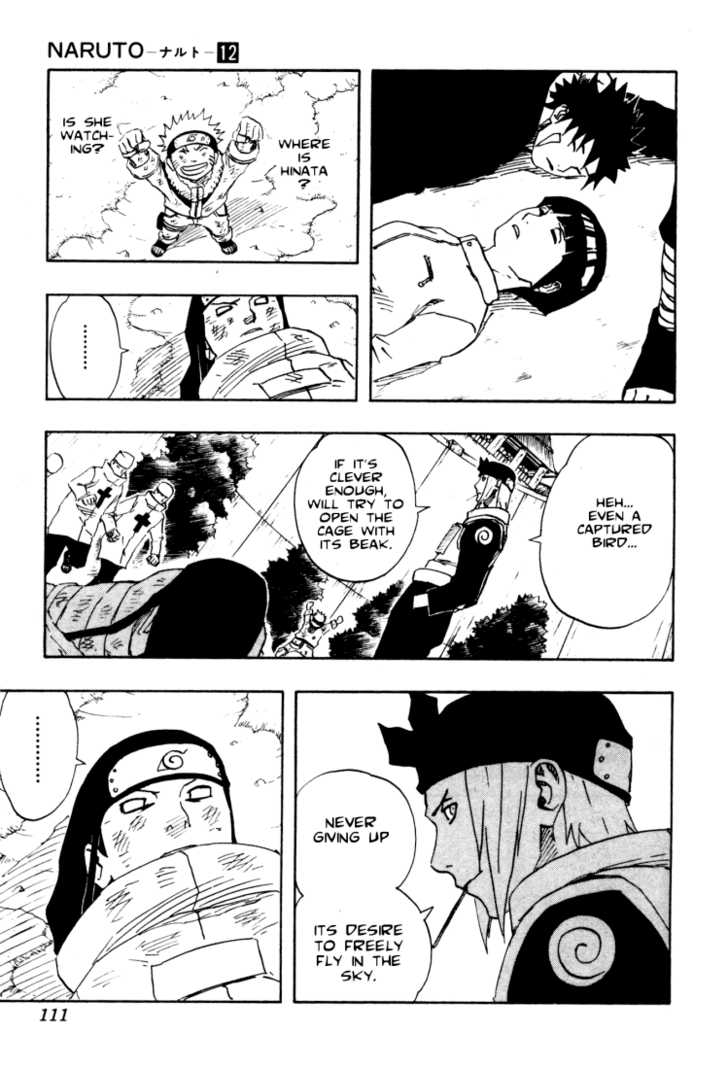 NARUTO—ナルト—12
IS SHE
WATCH-
ING?
WHERE
IS
HINATA
?
.........
HEH...
EVEN A
CAPTURED
BIRD...
IF IT'S
CLEVER
ENOUGH,
WILL TRY TO
OPEN THE
CAGE WITH
ITS BEAK.
NEVER
GIVING UP
ITS DESIRE
TO FREELY
FLY IN THE
SKY.
.........
111